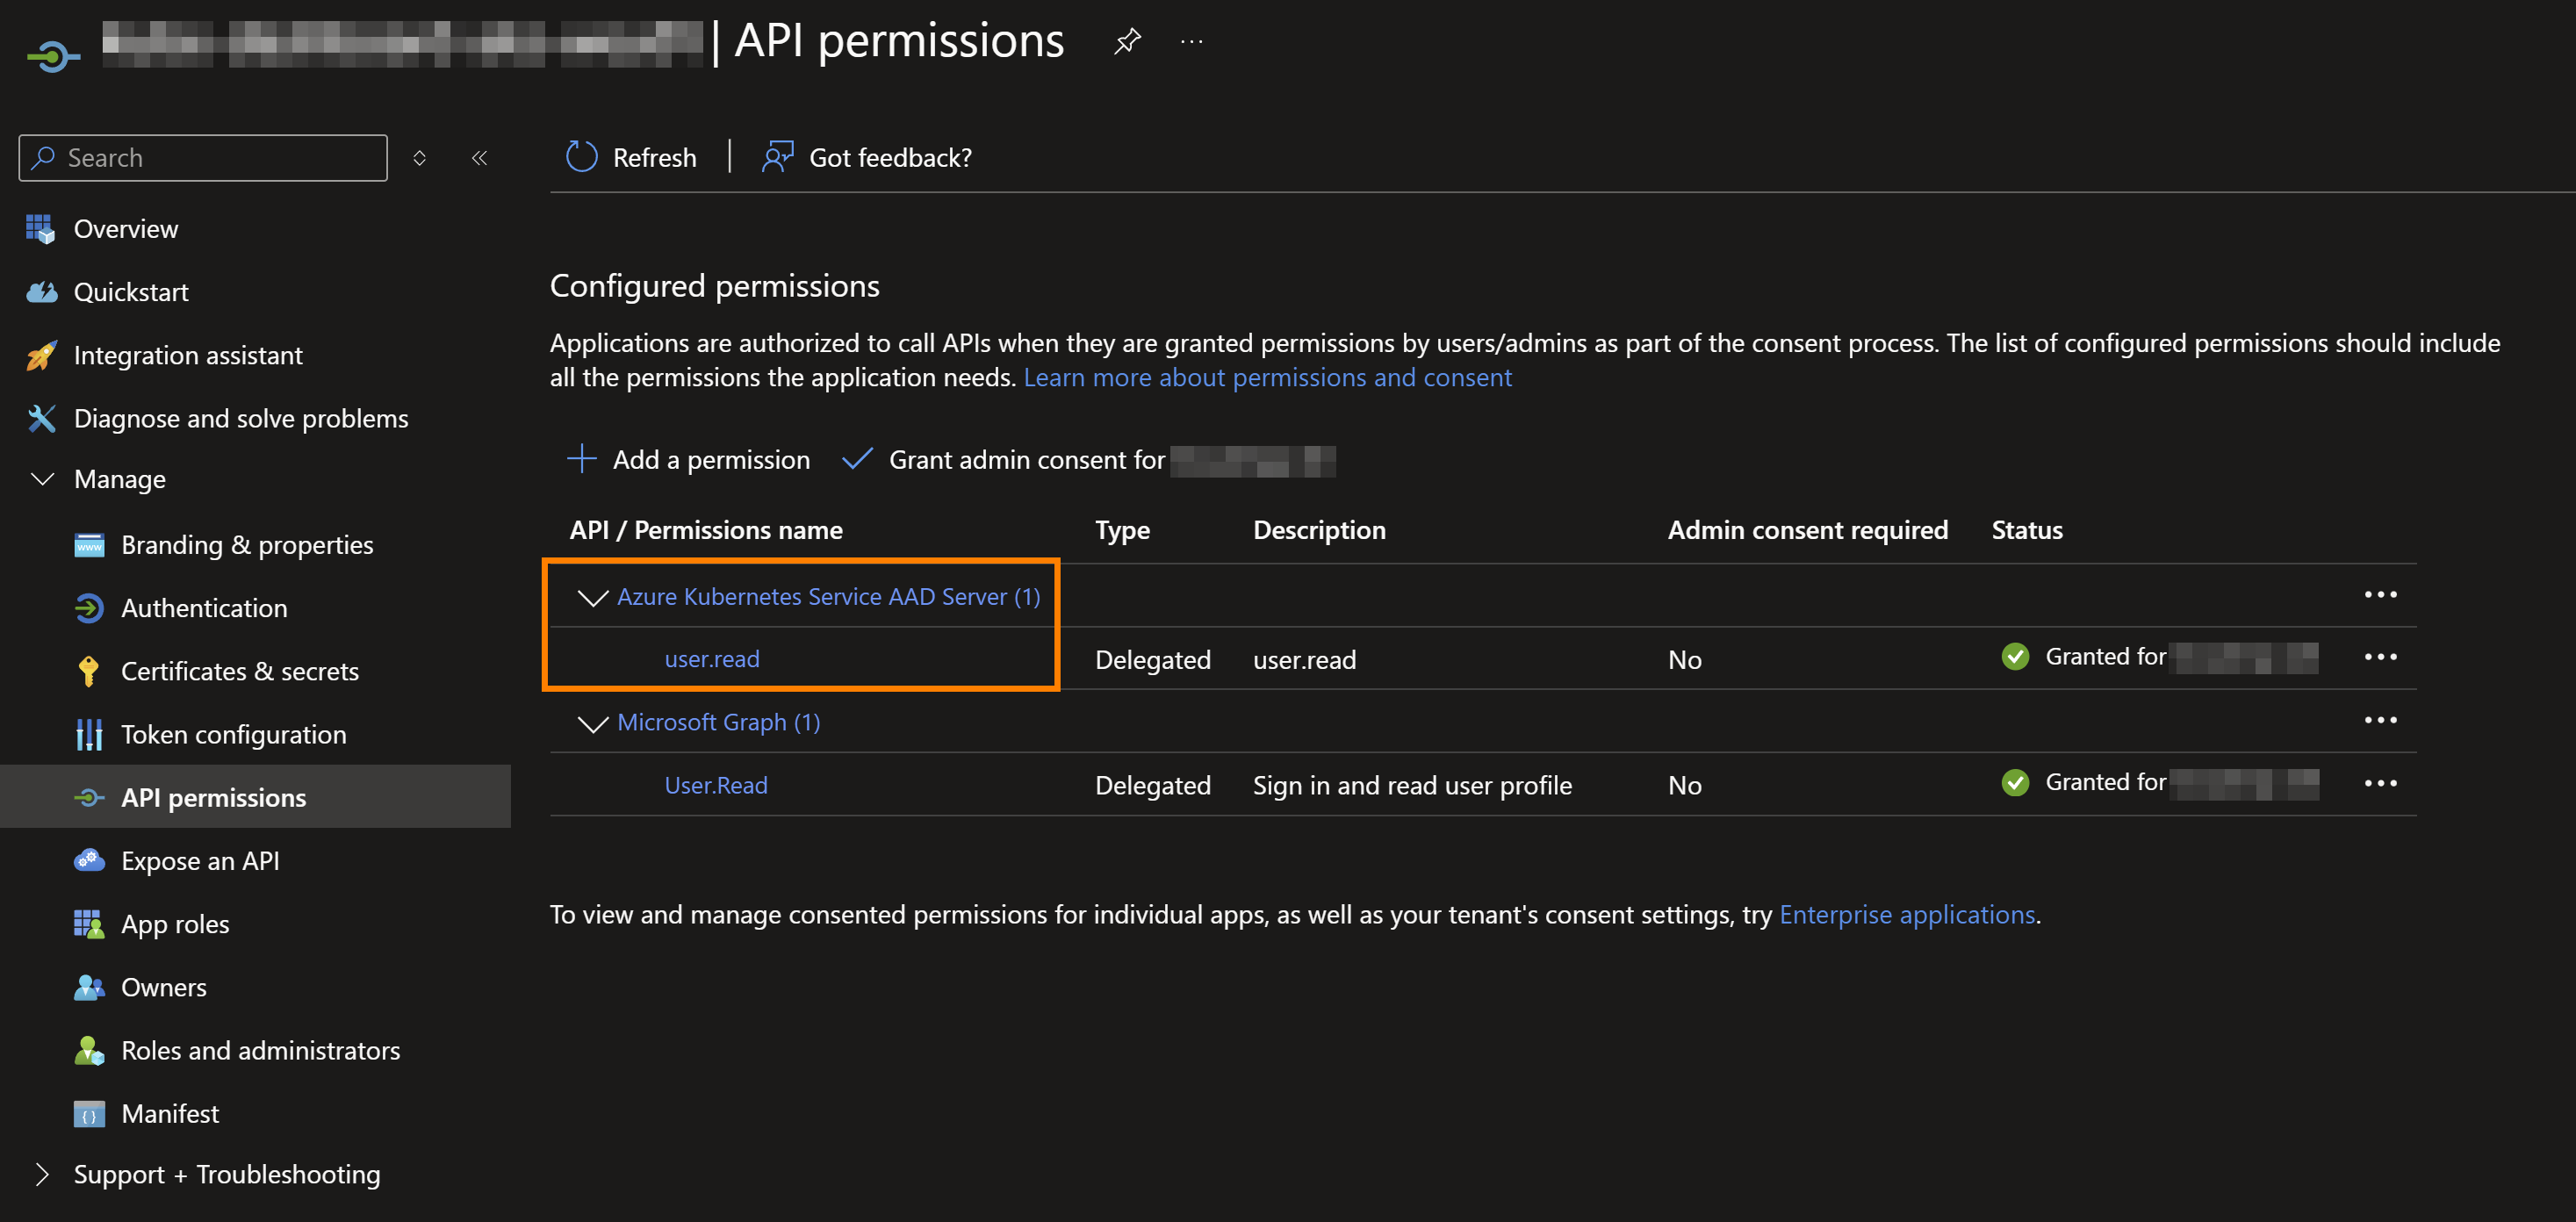 | API permissions
Search
Refresh | Got feedback?
Overview
Quickstart
Integration assistant
Diagnose and solve problems
Manage
Branding & properties
Authentication
Certificates & secrets
Token configuration
API permissions
Expose an API
App roles
Owners
Roles and administrators
Manifest
Support + Troubleshooting
Configured permissions
Applications are authorized to call APIs when they are granted permissions by users/admins as part of the consent process. The list of configured permissions should include
all the permissions the application needs. Learn more about permissions and consent
Add a permission Grant admin consent for
API / Permissions name Type Description Admin consent required Status
Azure Kubernetes Service AAD Server (1)
user.read Delegated user.read No Granted for
Microsoft Graph (1)
User.Read Delegated Sign in and read user profile No Granted for
To view and manage consented permissions for individual apps, as well as your tenant's consent settings, try Enterprise applications.